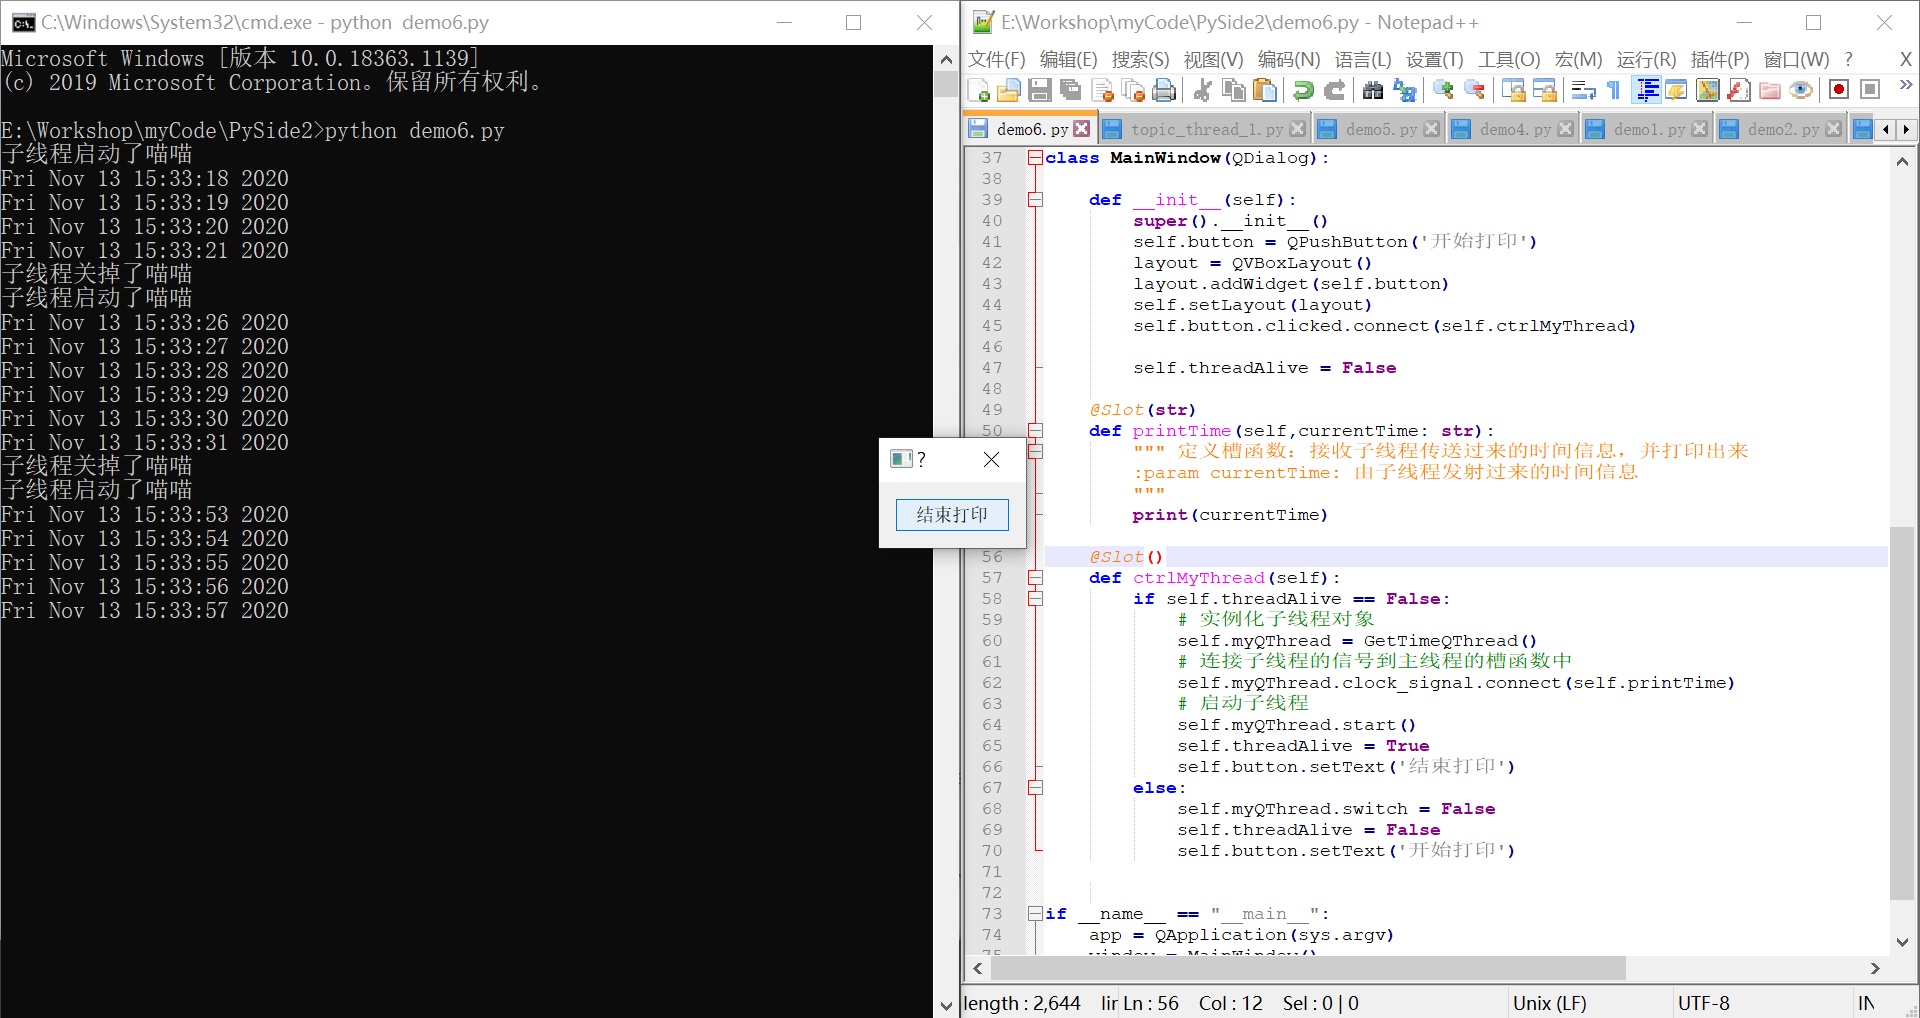 C:\Windows\System32\cmd.exe - python  demo6.py
Microsoft Windows [版本 10.0.18363.1139]
(c) 2019 Microsoft Corporation。保留所有权利。
E:\Workshop\myCode\PySide2>python demo6.py
子线程启动了喵喵
Fri Nov 13 15:33:18 2020
Fri Nov 13 15:33:19 2020
Fri Nov 13 15:33:20 2020
Fri Nov 13 15:33:21 2020
子线程关掉了喵喵
子线程启动了喵喵
Fri Nov 13 15:33:26 2020
Fri Nov 13 15:33:27 2020
Fri Nov 13 15:33:28 2020
Fri Nov 13 15:33:29 2020
Fri Nov 13 15:33:30 2020
Fri Nov 13 15:33:31 2020
子线程关掉了喵喵
子线程启动了喵喵
Fri Nov 13 15:33:53 2020
Fri Nov 13 15:33:54 2020
Fri Nov 13 15:33:55 2020
Fri Nov 13 15:33:56 2020
Fri Nov 13 15:33:57 2020
?
结束打印
E:\Workshop\myCode\PySide2\demo6.py - Notepad++
文件(F) 编辑(E) 搜索(S) 视图(V) 编码(N) 语言(L) 设置(T) 工具(O) 宏(M) 运行(R) 插件(P) 窗口(W) ? X
demo6.py topic_thread_1.py demo5.py demo4.py demo1.py demo2.py
37 class MainWindow(QDialog):
38
39     def __init__(self):
40         super().__init__()
41         self.button = QPushButton('开始打印')
42         layout = QVBoxLayout()
43         layout.addWidget(self.button)
44         self.setLayout(layout)
45         self.button.clicked.connect(self.ctrlMyThread)
46
47         self.threadAlive = False
48
49     @Slot(str)
50     def printTime(self,currentTime: str):
""" 定义槽函数：接收子线程传送过来的时间信息，并打印出来
:param currentTime: 由子线程发射过来的时间信息
"""
print(currentTime)
56     @Slot()
57     def ctrlMyThread(self):
58         if self.threadAlive == False:
59             # 实例化子线程对象
60             self.myQThread = GetTimeQThread()
61             # 连接子线程的信号到主线程的槽函数中
62             self.myQThread.clock_signal.connect(self.printTime)
63             # 启动子线程
64             self.myQThread.start()
65             self.threadAlive = True
66             self.button.setText('结束打印')
67         else:
68             self.myQThread.switch = False
69             self.threadAlive = False
70             self.button.setText('开始打印')
71
72
73 if __name__ == "__main__":
74     app = QApplication(sys.argv)
75     window = MainWindow()
length : 2,644 lir Ln : 56 Col : 12 Sel : 0 | 0 Unix (LF) UTF-8 IN